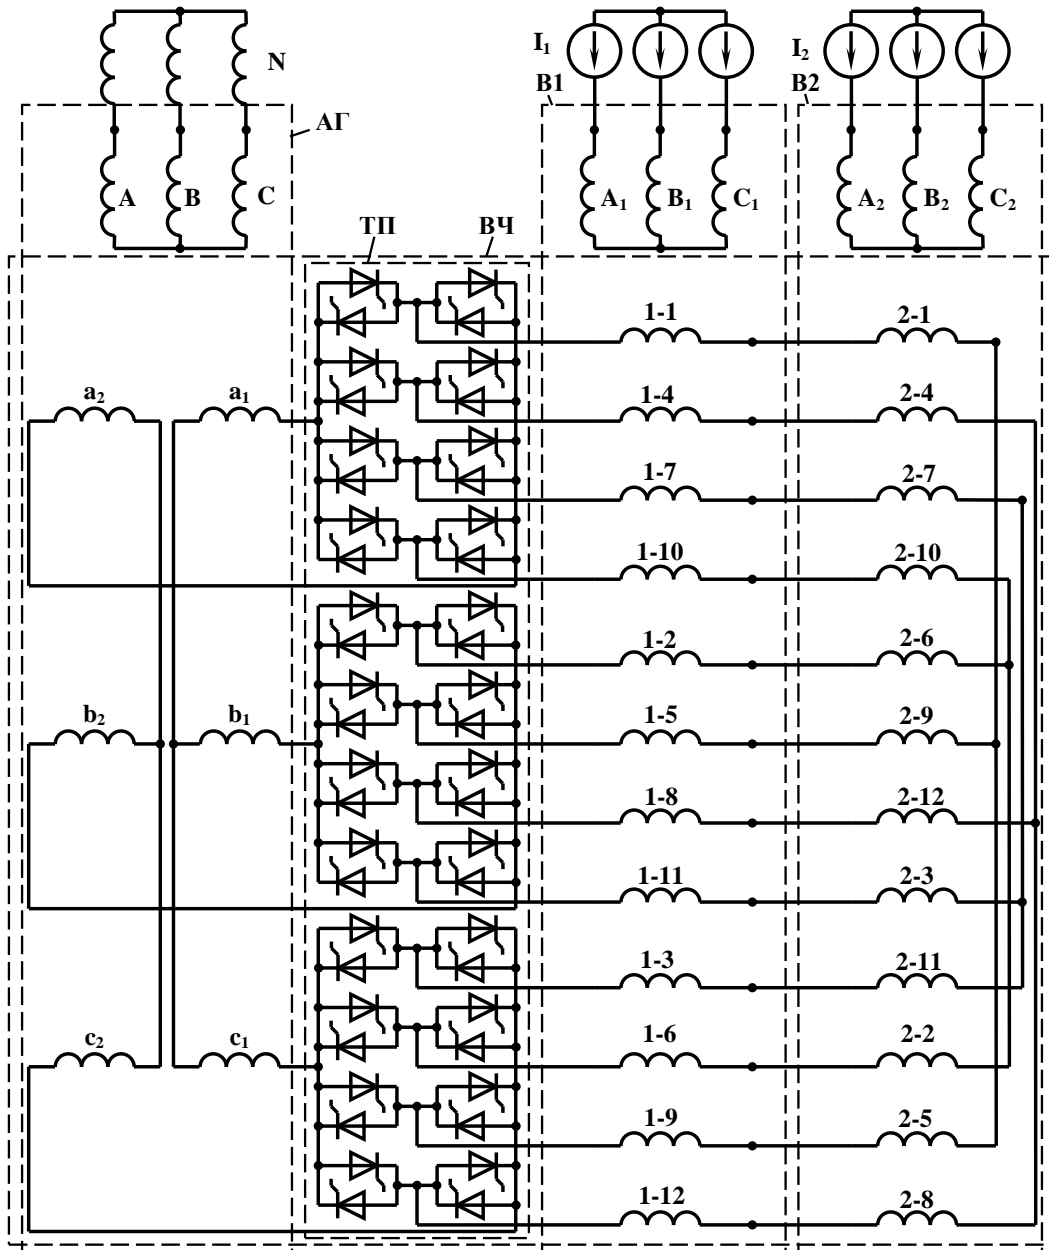 I₁
I₂
N
В1
В2
АГ
A
B
C
A₁
B₁
C₁
A₂
B₂
C₂
ТП
ВЧ
1-1
2-1
a₂
a₁
1-4
2-4
1-7
2-7
1-10
2-10
1-2
2-6
b₂
b₁
1-5
2-9
1-8
2-12
1-11
2-3
1-3
2-11
c₂
c₁
1-6
2-2
1-9
2-5
1-12
2-8